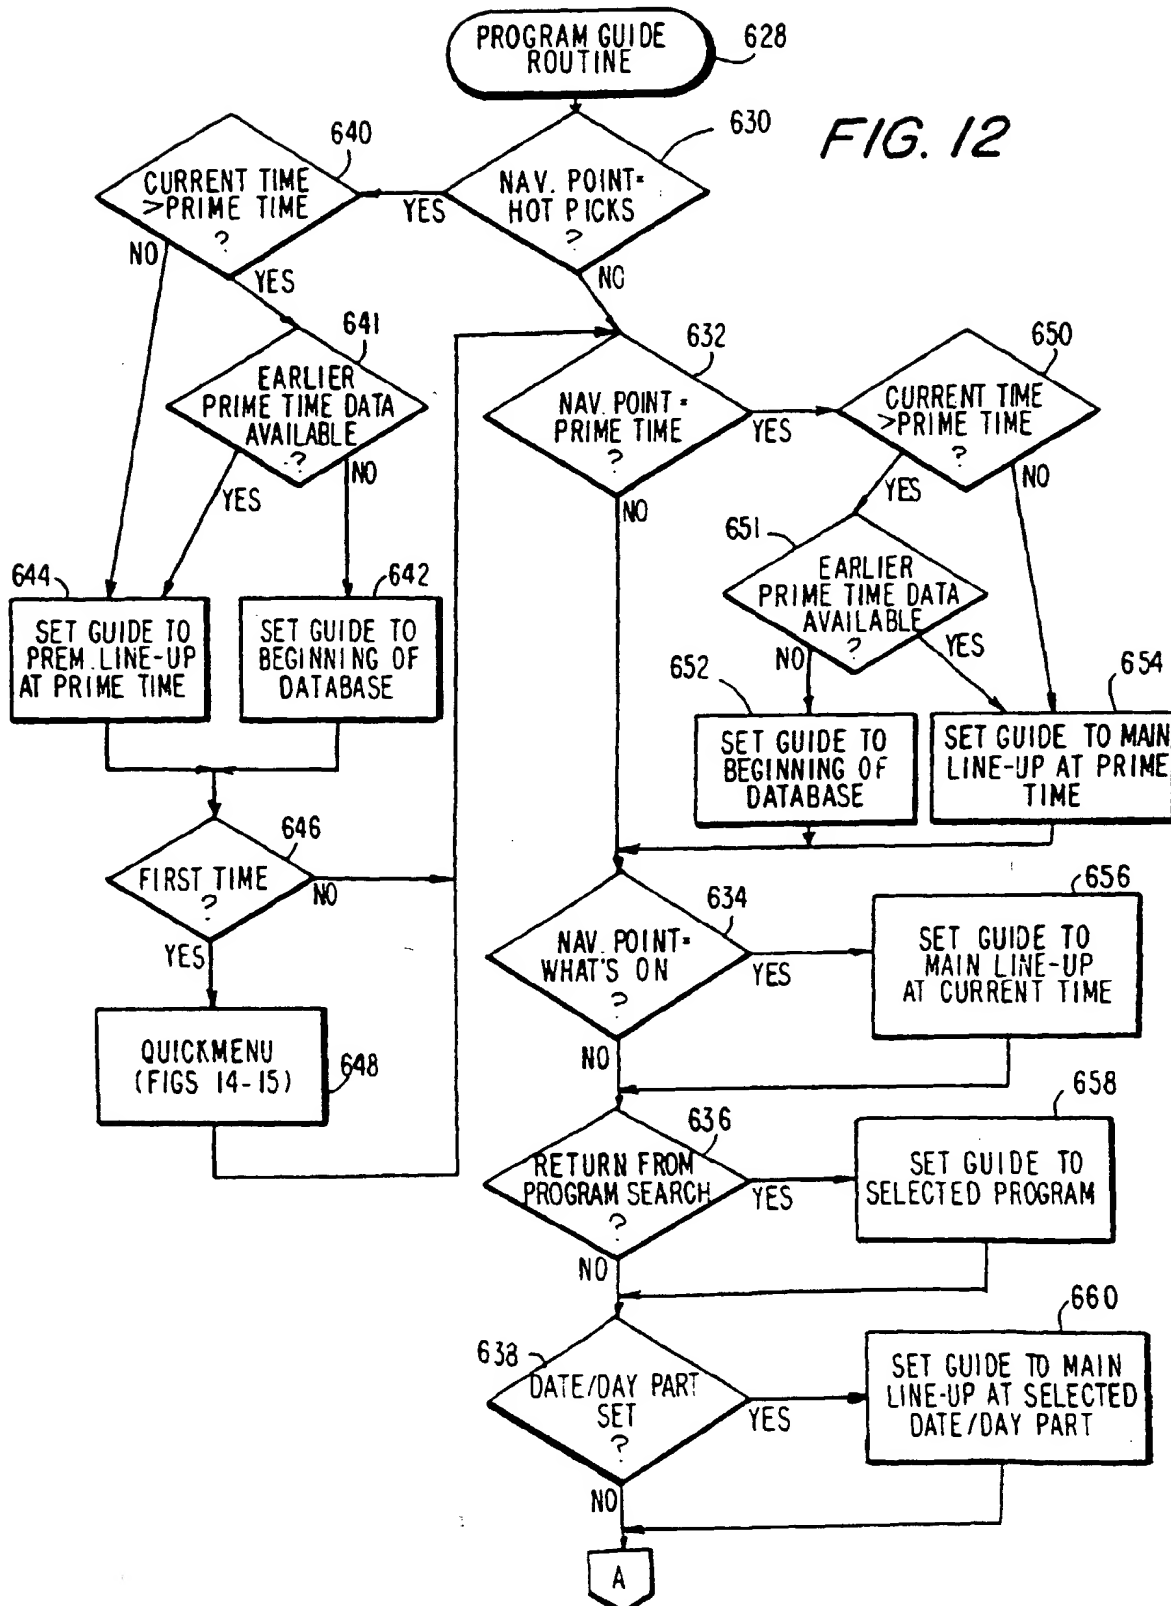 PROGRAM GUIDE
ROUTINE
628
FIG. 12
630
NAV. POINT=
HOT PICKS
?
YES
NO
640
CURRENT TIME
>PRIME TIME
?
NO
YES
641
EARLIER
PRIME TIME DATA
AVAILABLE
?
YES
NO
644
SET GUIDE TO
PREM. LINE-UP
AT PRIME TIME
642
SET GUIDE TO
BEGINNING OF
DATABASE
646
FIRST TIME
?
NO
YES
QUICKMENU
(FIGS 14-15)
648
632
NAV. POINT=
PRIME TIME
?
YES
NO
650
CURRENT TIME
>PRIME TIME
?
YES
NO
651
EARLIER
PRIME TIME DATA
AVAILABLE
?
NO
YES
652
SET GUIDE TO
BEGINNING OF
DATABASE
654
SET GUIDE TO MAIN
LINE-UP AT PRIME
TIME
634
NAV. POINT=
WHAT'S ON
?
YES
NO
656
SET GUIDE TO
MAIN LINE-UP
AT CURRENT TIME
636
RETURN FROM
PROGRAM SEARCH
?
YES
NO
658
SET GUIDE TO
SELECTED PROGRAM
638
DATE/DAY PART
SET
?
YES
NO
660
SET GUIDE TO MAIN
LINE-UP AT SELECTED
DATE/DAY PART
A